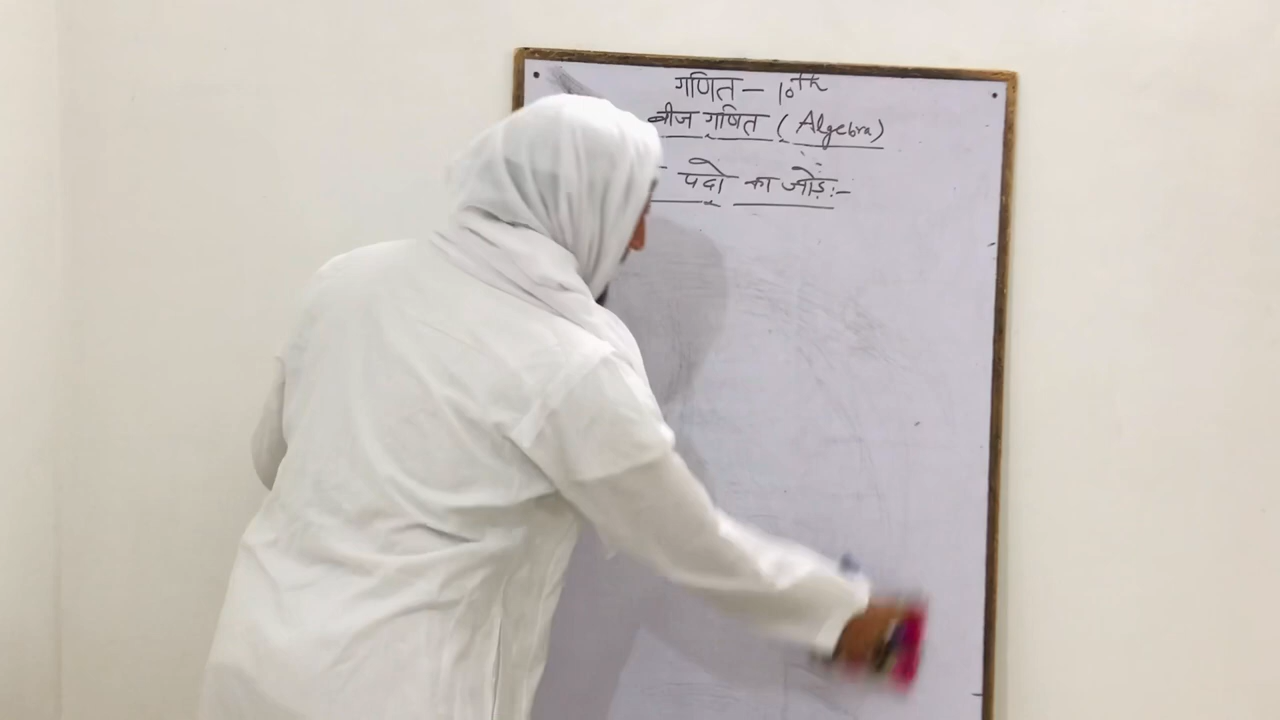 गणित - 10th
बीज गणित (Algebra)
पदो का जोड़:-